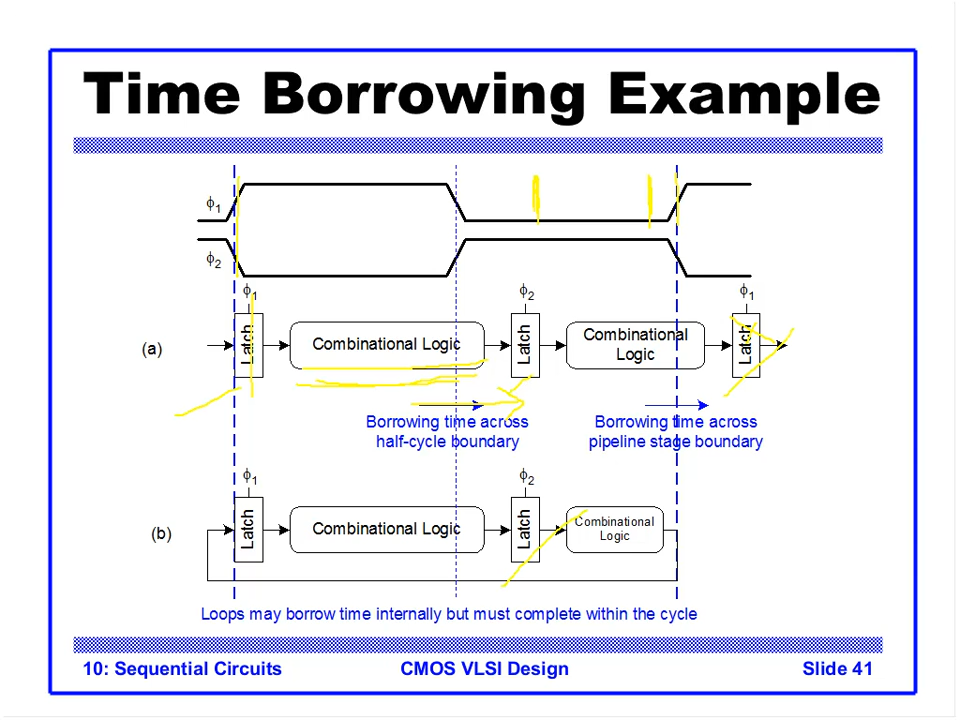 Time Borrowing Example
ϕ1
ϕ2
ϕ1
ϕ2
ϕ1
(a)
Latch
Combinational Logic
Latch
Combinational
Logic
Latch
Borrowing time across
half-cycle boundary
Borrowing time across
pipeline stage boundary
ϕ1
ϕ2
(b)
Latch
Combinational Logic
Latch
Combinational
Logic
Loops may borrow time internally but must complete within the cycle
10: Sequential Circuits
CMOS VLSI Design
Slide 41